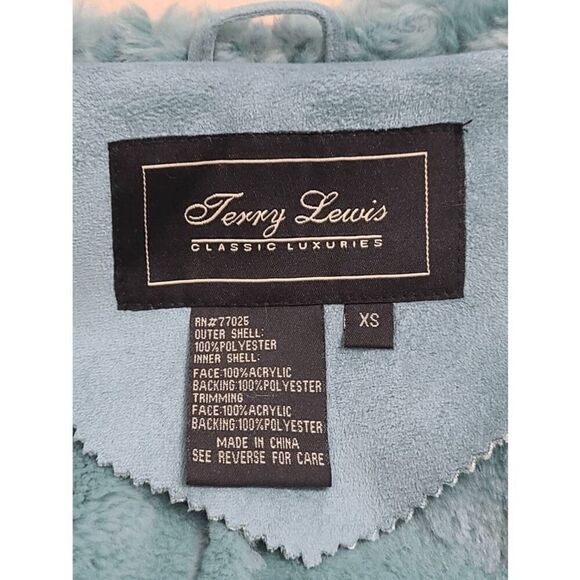 Terry Lewis
CLASSIC LUXURIES
XS
RN#77025
OUTER SHELL:
100%POLYESTER
INNER SHELL:
FACE:100%ACRYLIC
BACKING:100%POLYESTER
TRIMMING
FACE:100%ACRYLIC
BACKING:100%POLYESTER
MADE IN CHINA
SEE REVERSE FOR CARE